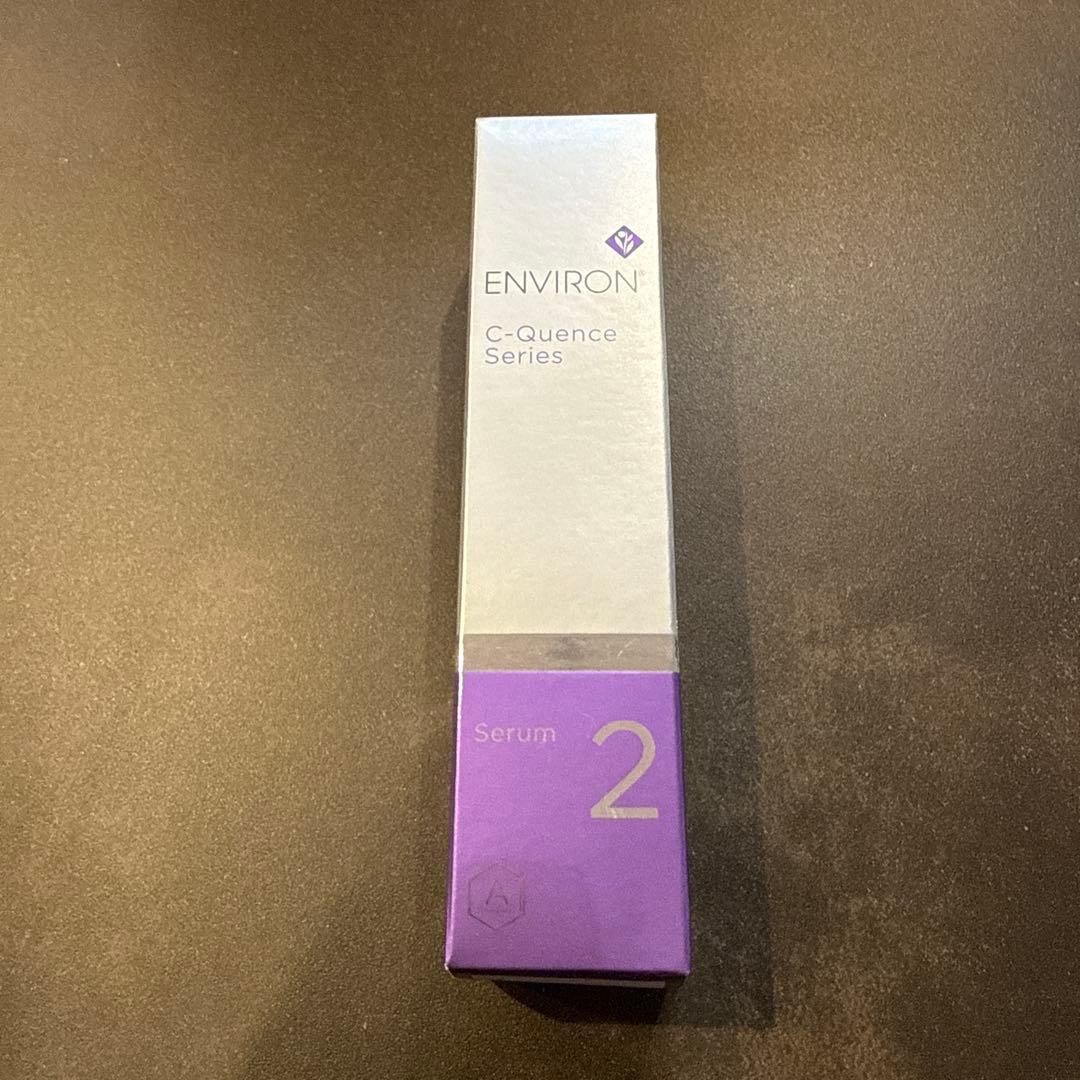 ENVIRON®
C-Quence
Series
Serum
2
A